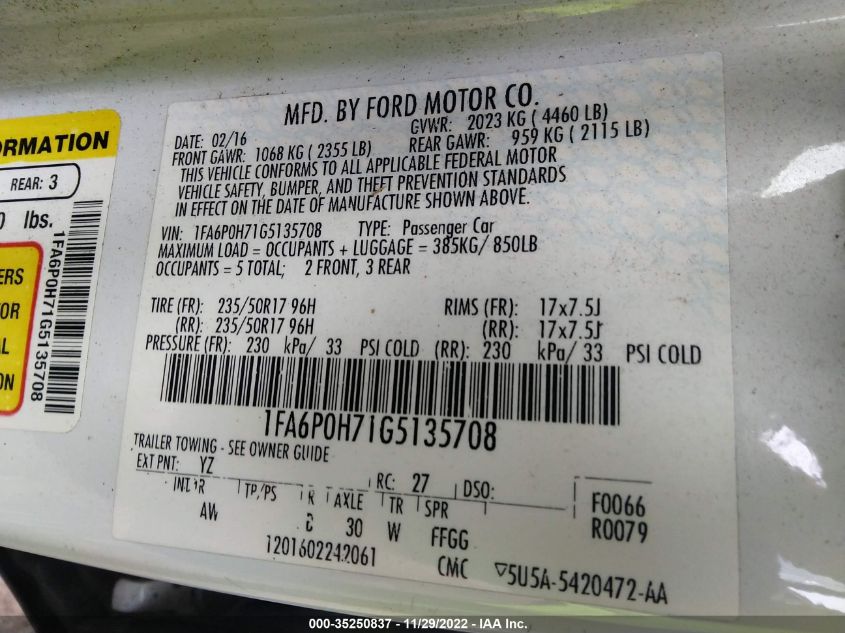 ORMATION
REAR: 3
0 lbs.
ERS
TOR
AL
ON
1FA6P0H71G5135708
MFD. BY FORD MOTOR CO.
DATE: 02/16 GVWR: 2023 KG ( 4460 LB)
FRONT GAWR: 1068 KG ( 2355 LB) REAR GAWR: 959 KG ( 2115 LB)
THIS VEHICLE CONFORMS TO ALL APPLICABLE FEDERAL MOTOR
VEHICLE SAFETY, BUMPER, AND THEFT PREVENTION STANDARDS
IN EFFECT ON THE DATE OF MANUFACTURE SHOWN ABOVE.
VIN: 1FA6P0H71G5135708 TYPE: Passenger Car
MAXIMUM LOAD = OCCUPANTS + LUGGAGE = 385KG/ 850LB
OCCUPANTS = 5 TOTAL; 2 FRONT, 3 REAR
TIRE (FR): 235/50R17 96H RIMS (FR): 17x7.5J
(RR): 235/50R17 96H (RR): 17x7.5J
PRESSURE (FR): 230 kPa/ 33 PSI COLD (RR): 230 kPa/ 33 PSI COLD
1FA6P0H71G5135708
TRAILER TOWING - SEE OWNER GUIDE
EXT PNT: YZ RC: 27 DSO:
TP/PS R AXLE TR SPR F0066
AW 30 W FFGG R0079
1201602242061 CMC ▽5U5A-5420472-AA
000-35250837 - 11/29/2022 - IAA Inc.